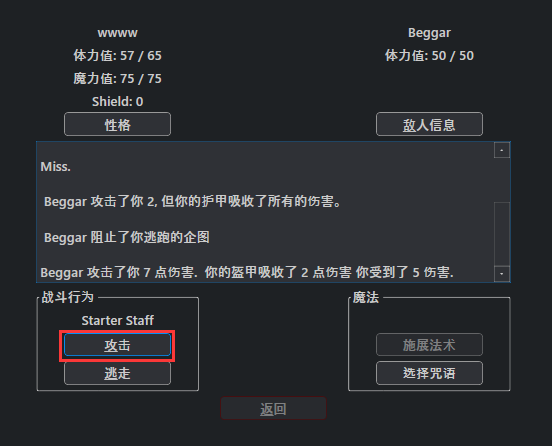 wwww
体力值: 57 / 65
魔力值: 75 / 75
Shield: 0
性格
Beggar
体力值: 50 / 50
敌人信息
Miss.
Beggar 攻击了你 2, 但你的护甲吸收了所有的伤害。
Beggar 阻止了你逃跑的企图
Beggar 攻击了你 7 点伤害. 你的盔甲吸收了 2 点伤害 你受到了 5 伤害.
战斗行为
Starter Staff
攻击
逃走
魔法
施展法术
选择咒语
返回